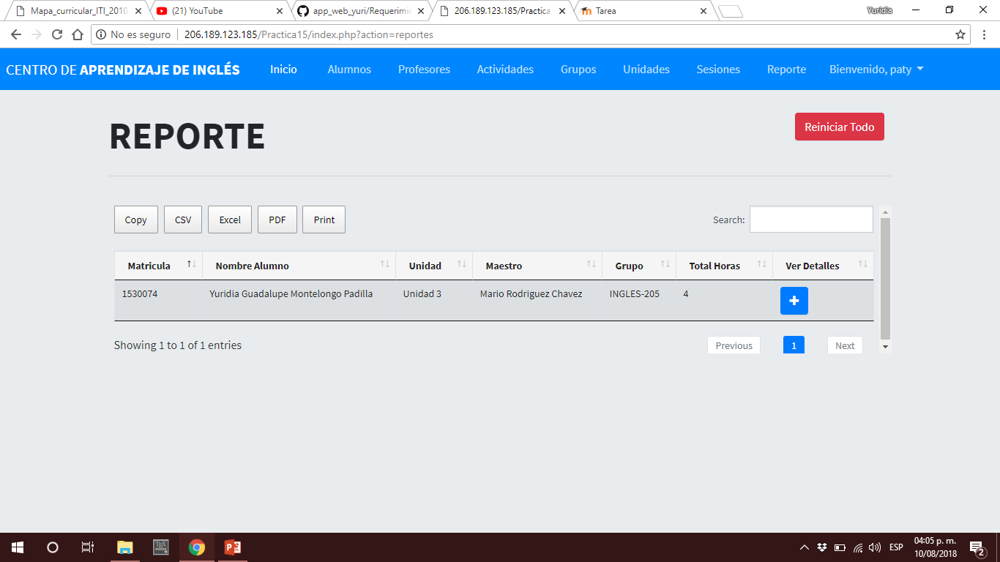 Mapa_curricular_ITI_2010
(21) YouTube
app_web_yuri/Requerimie
206.189.123.185/Practica
Tarea
Yuridia
No es seguro | 206.189.123.185/Practica15/index.php?action=reportes
CENTRO DE APRENDIZAJE DE INGLÉS Inicio Alumnos Profesores Actividades Grupos Unidades Sesiones Reporte Bienvenido, paty
REPORTE
Reiniciar Todo
Copy CSV Excel PDF Print Search:
Matricula Nombre Alumno Unidad Maestro Grupo Total Horas Ver Detalles
1530074 Yuridia Guadalupe Montelongo Padilla Unidad 3 Mario Rodriguez Chavez INGLES-205 4 +
Showing 1 to 1 of 1 entries Previous 1 Next
TEX MAKER
ESP
04:05 p. m.
10/08/2018
2